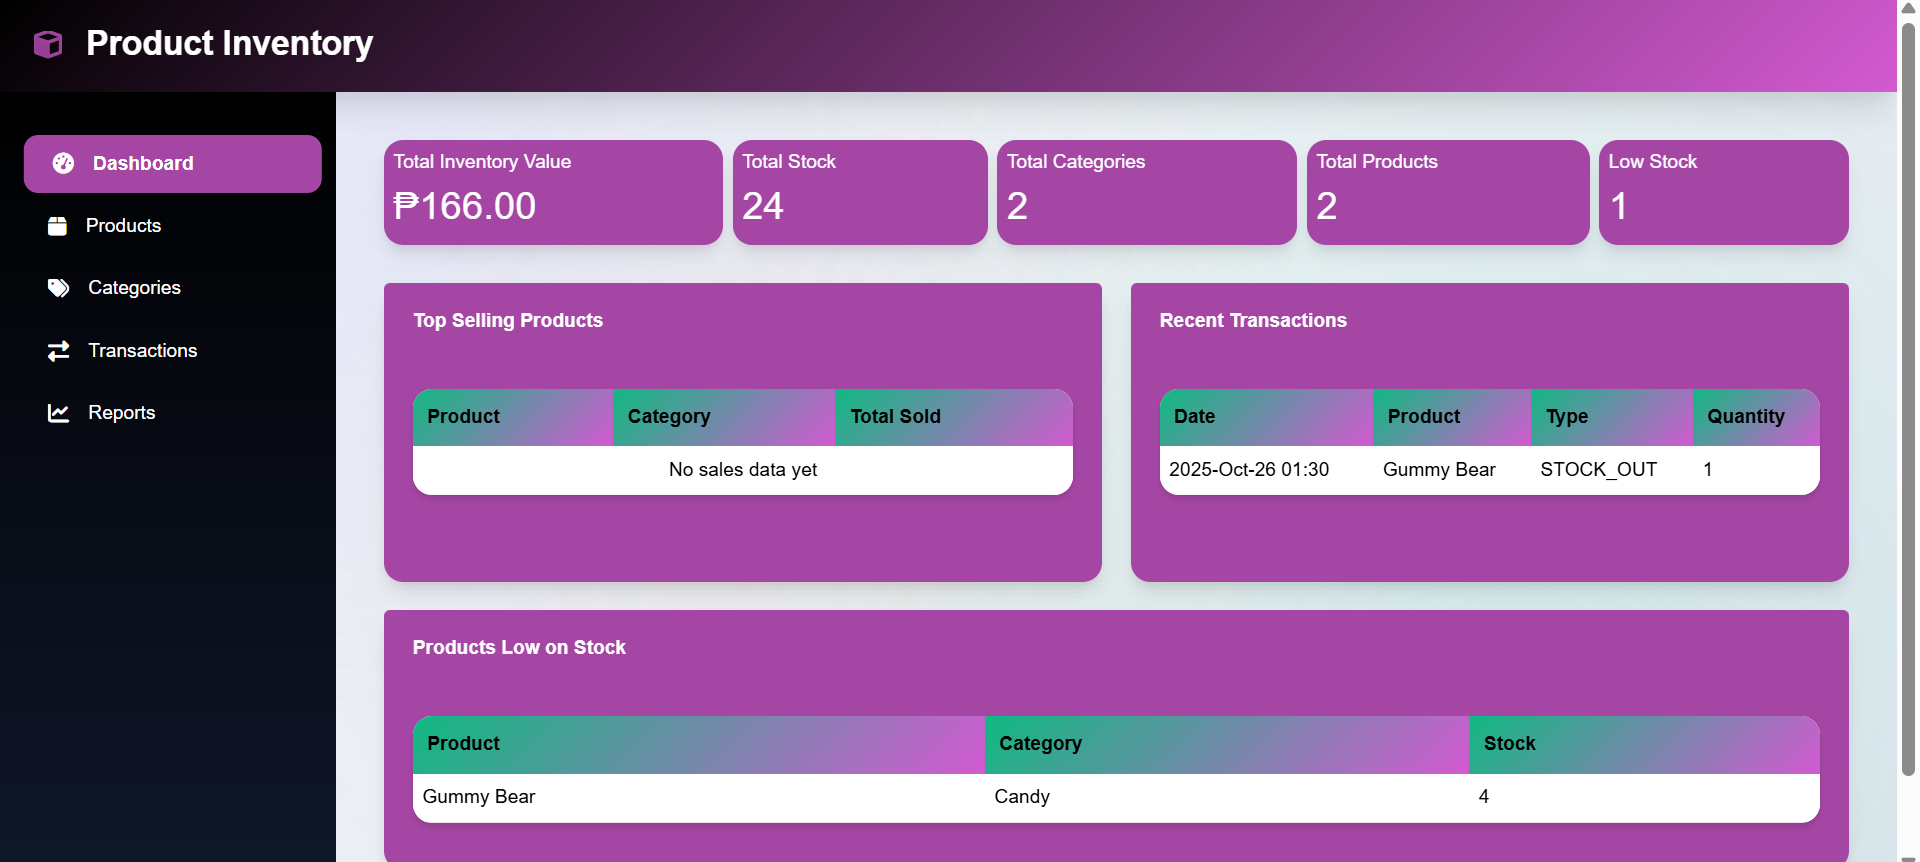 Product Inventory
Dashboard
Products
Categories
Transactions
Reports
Total Inventory Value
₱166.00
Total Stock
24
Total Categories
2
Total Products
2
Low Stock
1
Top Selling Products
Product Category Total Sold
No sales data yet
Recent Transactions
Date Product Type Quantity
2025-Oct-26 01:30 Gummy Bear STOCK_OUT 1
Products Low on Stock
Product Category Stock
Gummy Bear Candy 4